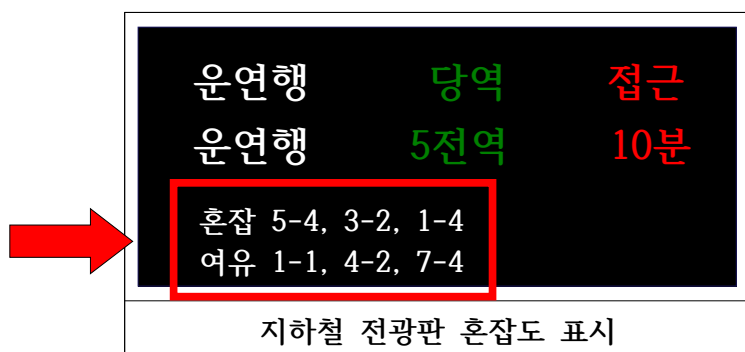 운연행 당역 접근
운연행 5전역 10분
혼잡 5-4, 3-2, 1-4
여유 1-1, 4-2, 7-4
지하철 전광판 혼잡도 표시